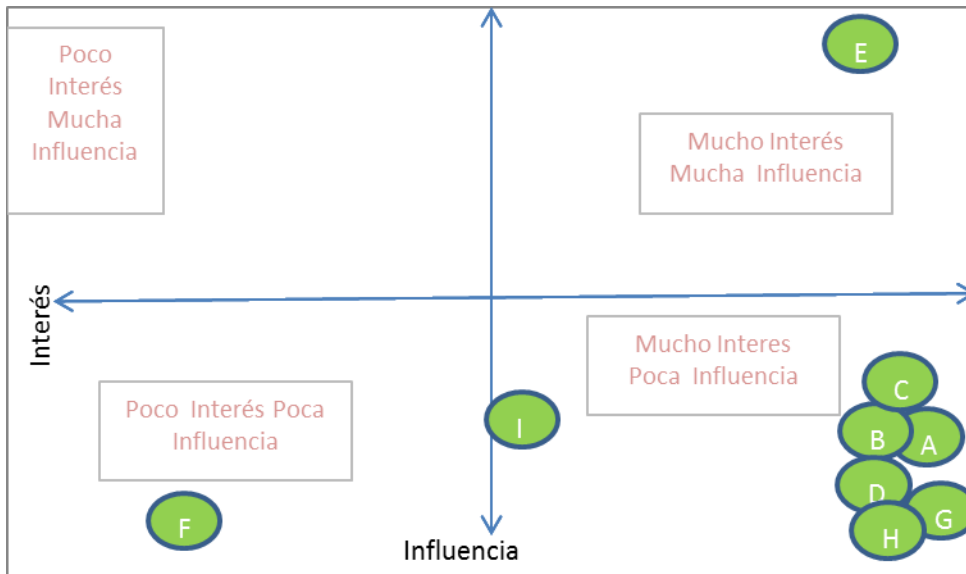 Poco
Interés
Mucha
Influencia
E
Mucho Interés
Mucha Influencia
Interés
Mucho Interes
Poca Influencia
C
Poco Interés Poca
Influencia
I
B
A
D
F
G
H
Influencia